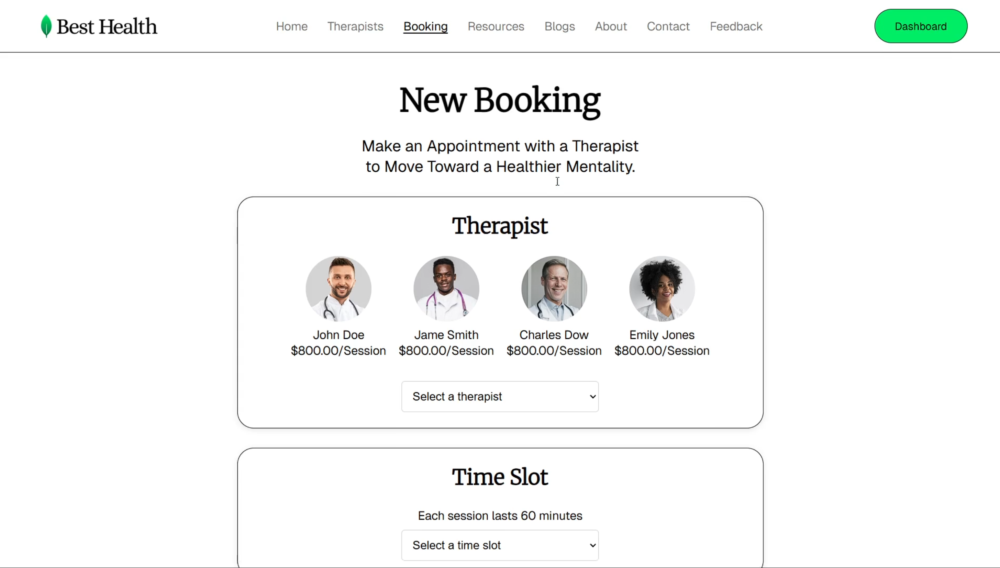 Best Health
Home Therapists Booking Resources Blogs About Contact Feedback
Dashboard
New Booking
Make an Appointment with a Therapist
to Move Toward a Healthier Mentality.
Therapist
John Doe Jame Smith Charles Dow Emily Jones
$800.00/Session $800.00/Session $800.00/Session $800.00/Session
Select a therapist
Time Slot
Each session lasts 60 minutes
Select a time slot